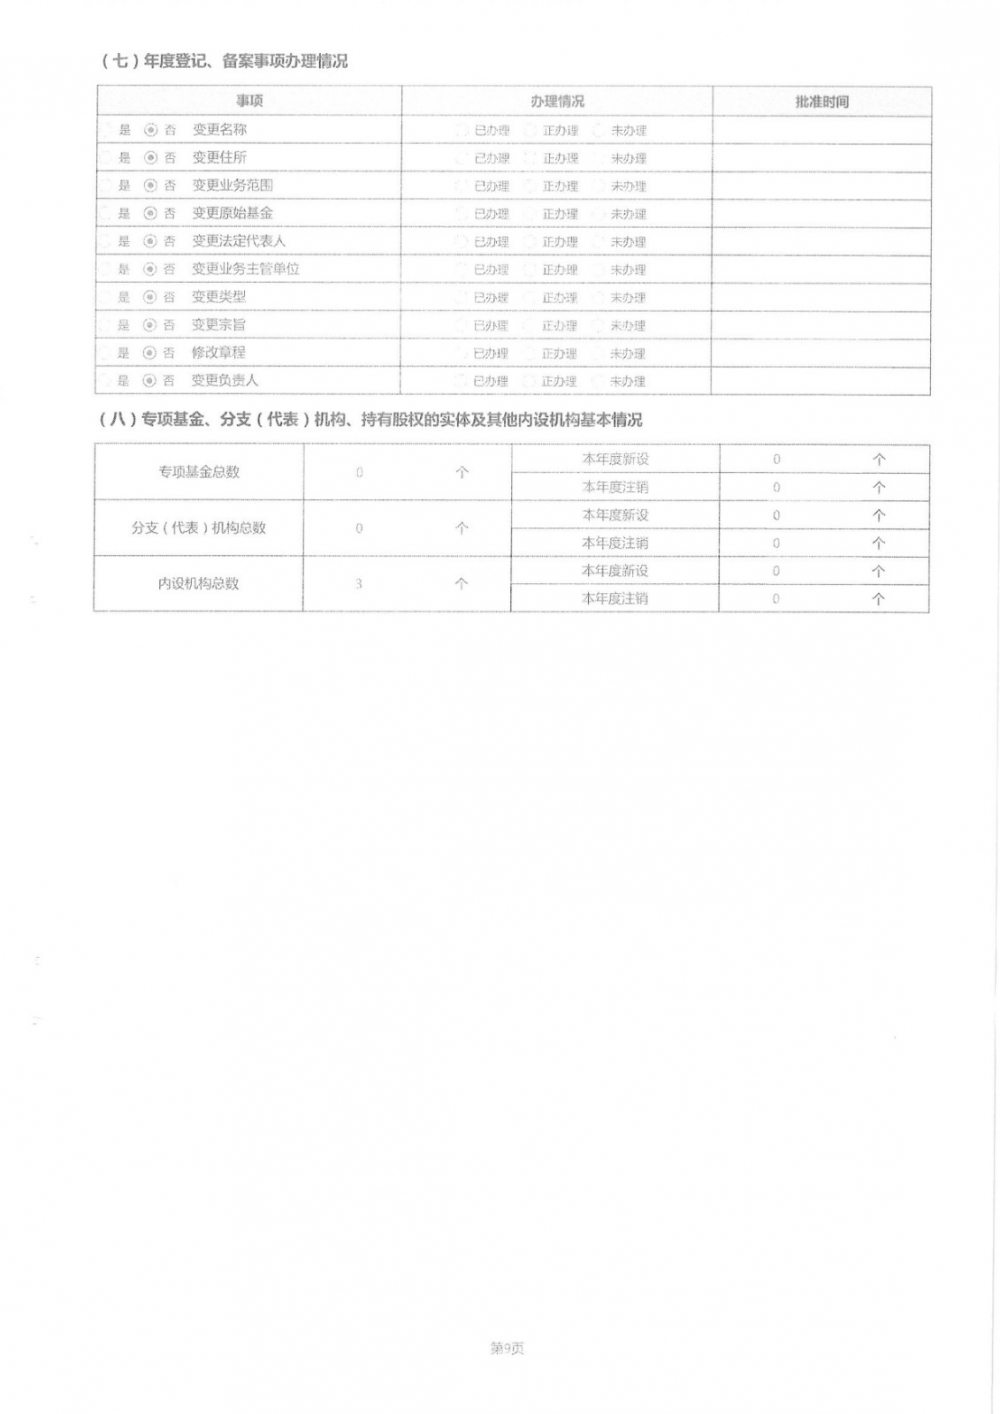 （七）年度登记、备案事项办理情况
事项 办理情况 批准时间
是 否 变更名称 已办理 正办理 未办理
是 否 变更住所 已办理 正办理 未办理
是 否 变更业务范围 已办理 正办理 未办理
是 否 变更原始基金 已办理 正办理 未办理
是 否 变更法定代表人 已办理 正办理 未办理
是 否 变更业务主管单位 已办理 正办理 未办理
是 否 变更类型 已办理 正办理 未办理
是 否 变更宗旨 已办理 正办理 未办理
是 否 修改章程 已办理 正办理 未办理
是 否 变更负责人 已办理 正办理 未办理
（八）专项基金、分支（代表）机构、持有股权的实体及其他内设机构基本情况
专项基金总数 0 个 本年度新设 0 个
本年度注销 0 个
分支（代表）机构总数 0 个 本年度新设 0 个
本年度注销 0 个
内设机构总数 3 个 本年度新设 0 个
本年度注销 0 个
第9页